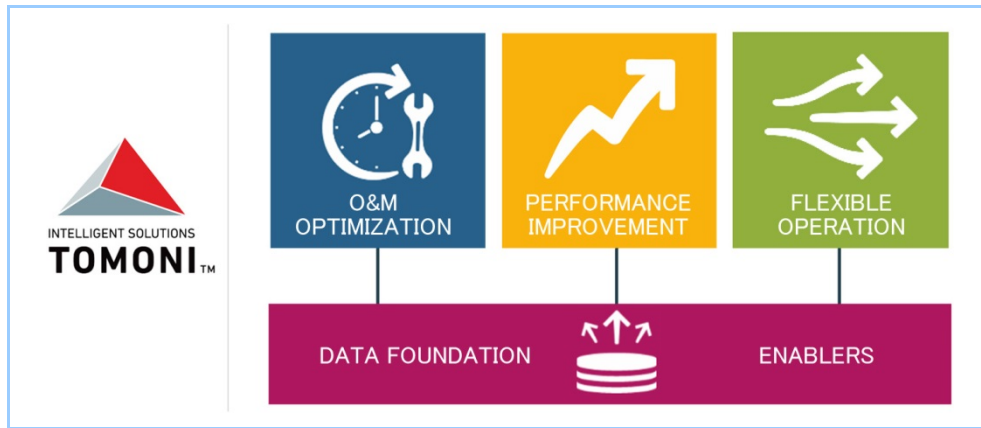 INTELLIGENT SOLUTIONS
TOMONI™
O&M
OPTIMIZATION
PERFORMANCE
IMPROVEMENT
FLEXIBLE
OPERATION
DATA FOUNDATION
ENABLERS